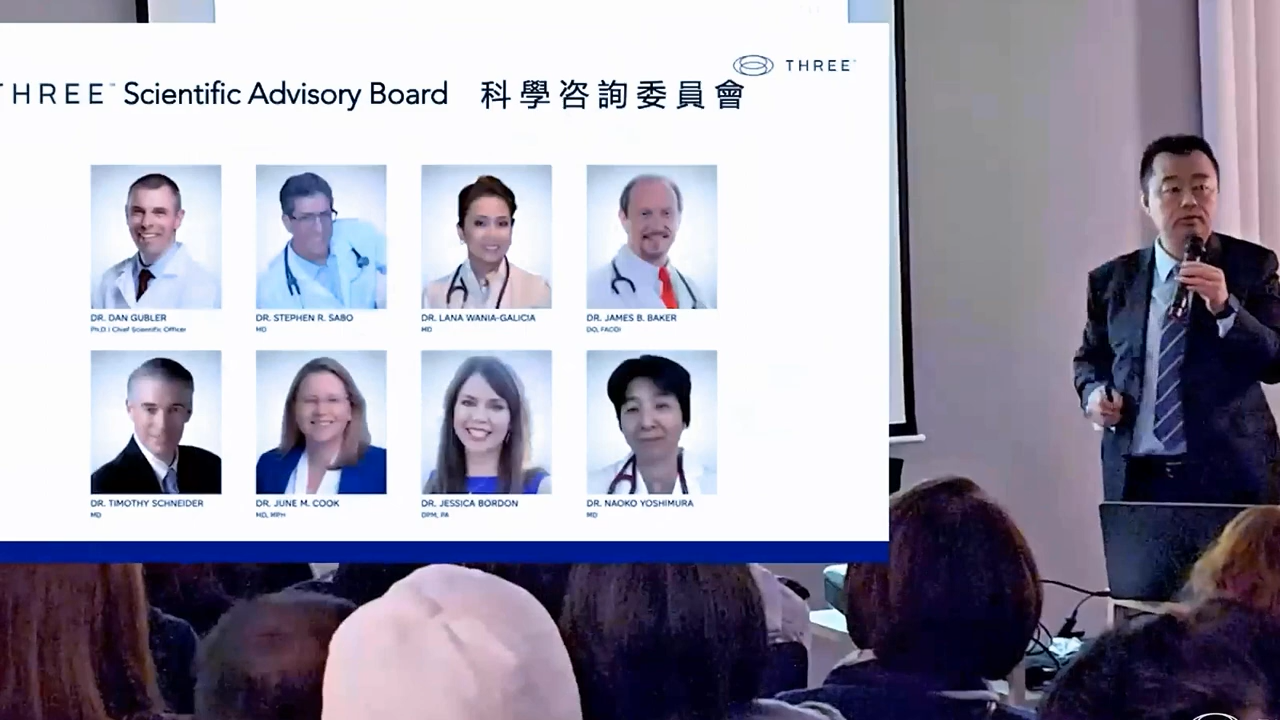 THREE™
THREE™ Scientific Advisory Board 科學咨詢委員會
DR. DAN GUBLER
Ph.D | Chief Scientific Officer
DR. STEPHEN R. SABO
MD
DR. LANA WANIA-GALICIA
MD
DR. JAMES B. BAKER
DO, FACOI
DR. TIMOTHY SCHNEIDER
MD
DR. JUNE M. COOK
MD, MPH
DR. JESSICA BORDON
DPM, PA
DR. NAOKO YOSHIMURA
MD